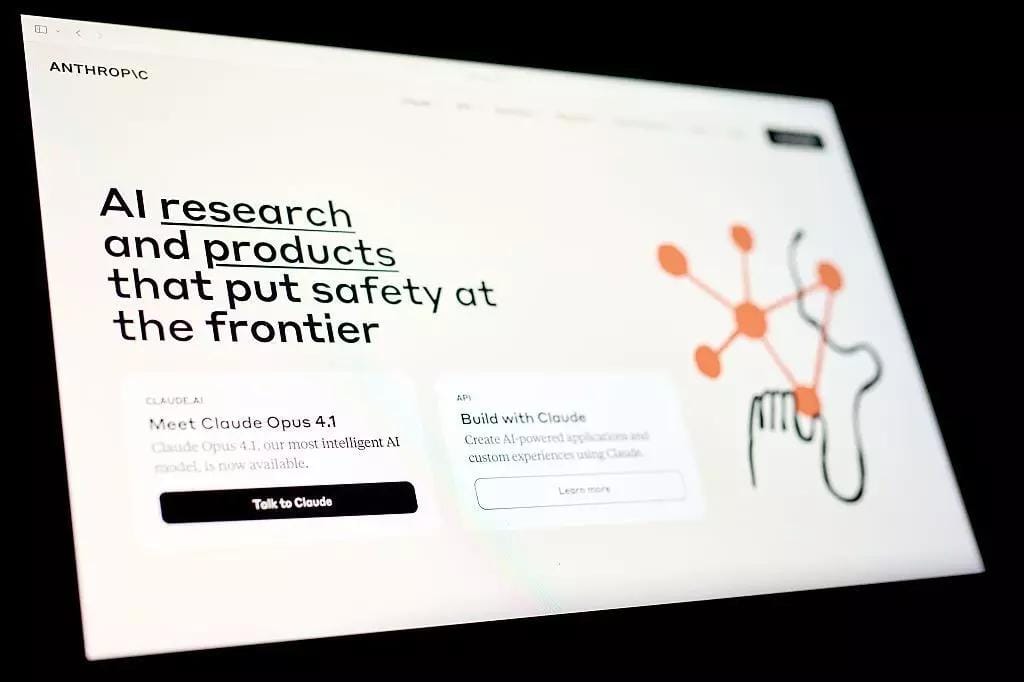 ANTHROP\C
AI research
and products
that put safety at
the frontier
CLAUDE.AI
Meet Claude Opus 4.1
Claude Opus 4.1, our most intelligent AI
model, is now available.
Talk to Claude
API
Build with Claude
Create AI-powered applications and
custom experiences using Claude.
Learn more